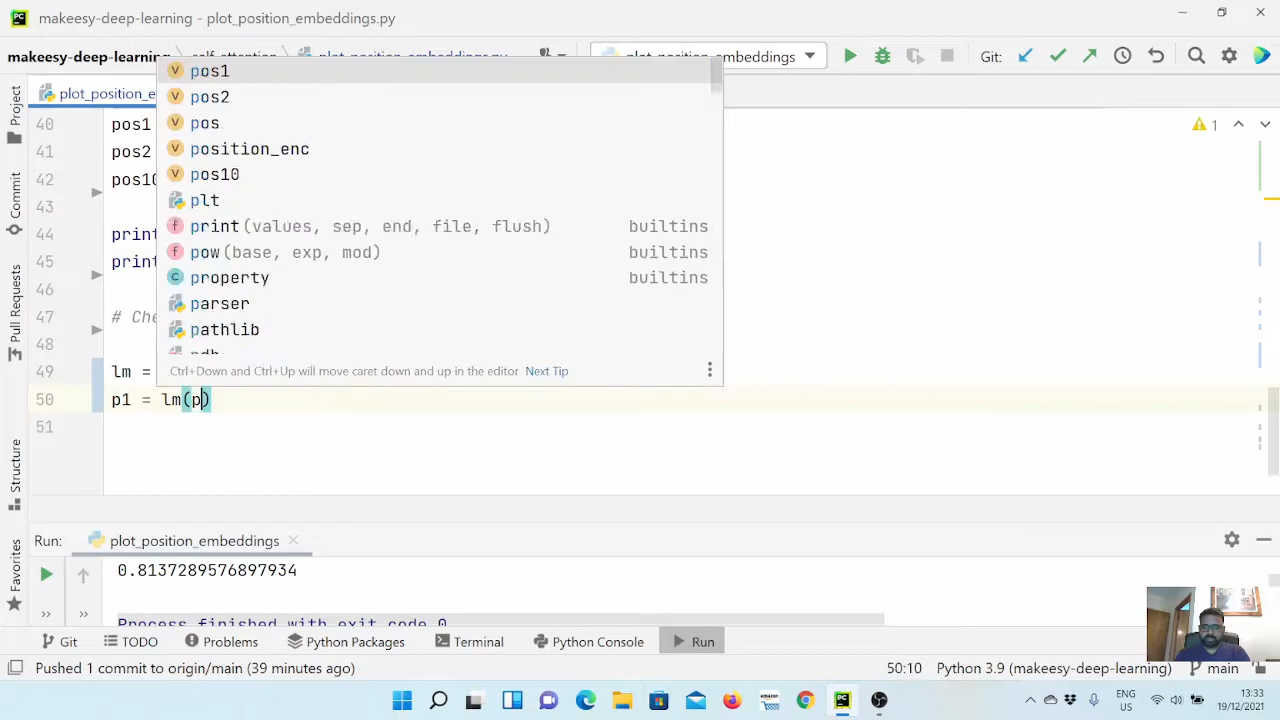 makeesy-deep-learning - plot_position_embeddings.py
makeesy-deep-learning
embeddings
Git:
plot_position_e
pos1
pos2
pos
position_enc
pos10
plt
print(values, sep, end, file, flush) builtins
pow(base, exp, mod) builtins
property builtins
parser
pathlib
pdb
Ctrl+Down and Ctrl+Up will move caret down and up in the editor Next Tip
1
40 pos1
41 pos2
42 pos10
43
44 print
45 print
46
47 # Che
48
49 lm =
50 p1 = lm(p)
51
Project
Commit
Pull Requests
Structure
Favorites
Run: plot_position_embeddings
0.8137289576897934
Process finished with exit code 0
Git TODO Problems Python Packages Terminal Python Console Run
Pushed 1 commit to origin/main (39 minutes ago) 50:10 Python 3.9 (makeesy-deep-learning) main
ENG
US
13:33
19/12/2021